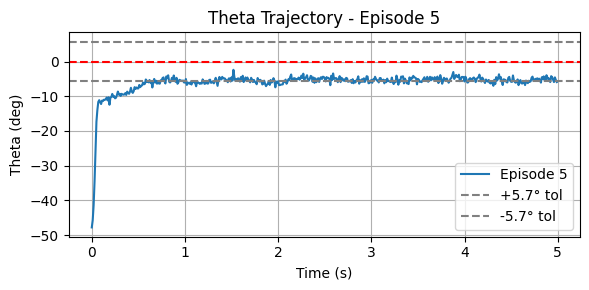 Theta Trajectory - Episode 5
Theta (deg)
0
−10
−20
−30
−40
−50
0 1 2 3 4 5
Time (s)
Episode 5
+5.7° tol
-5.7° tol